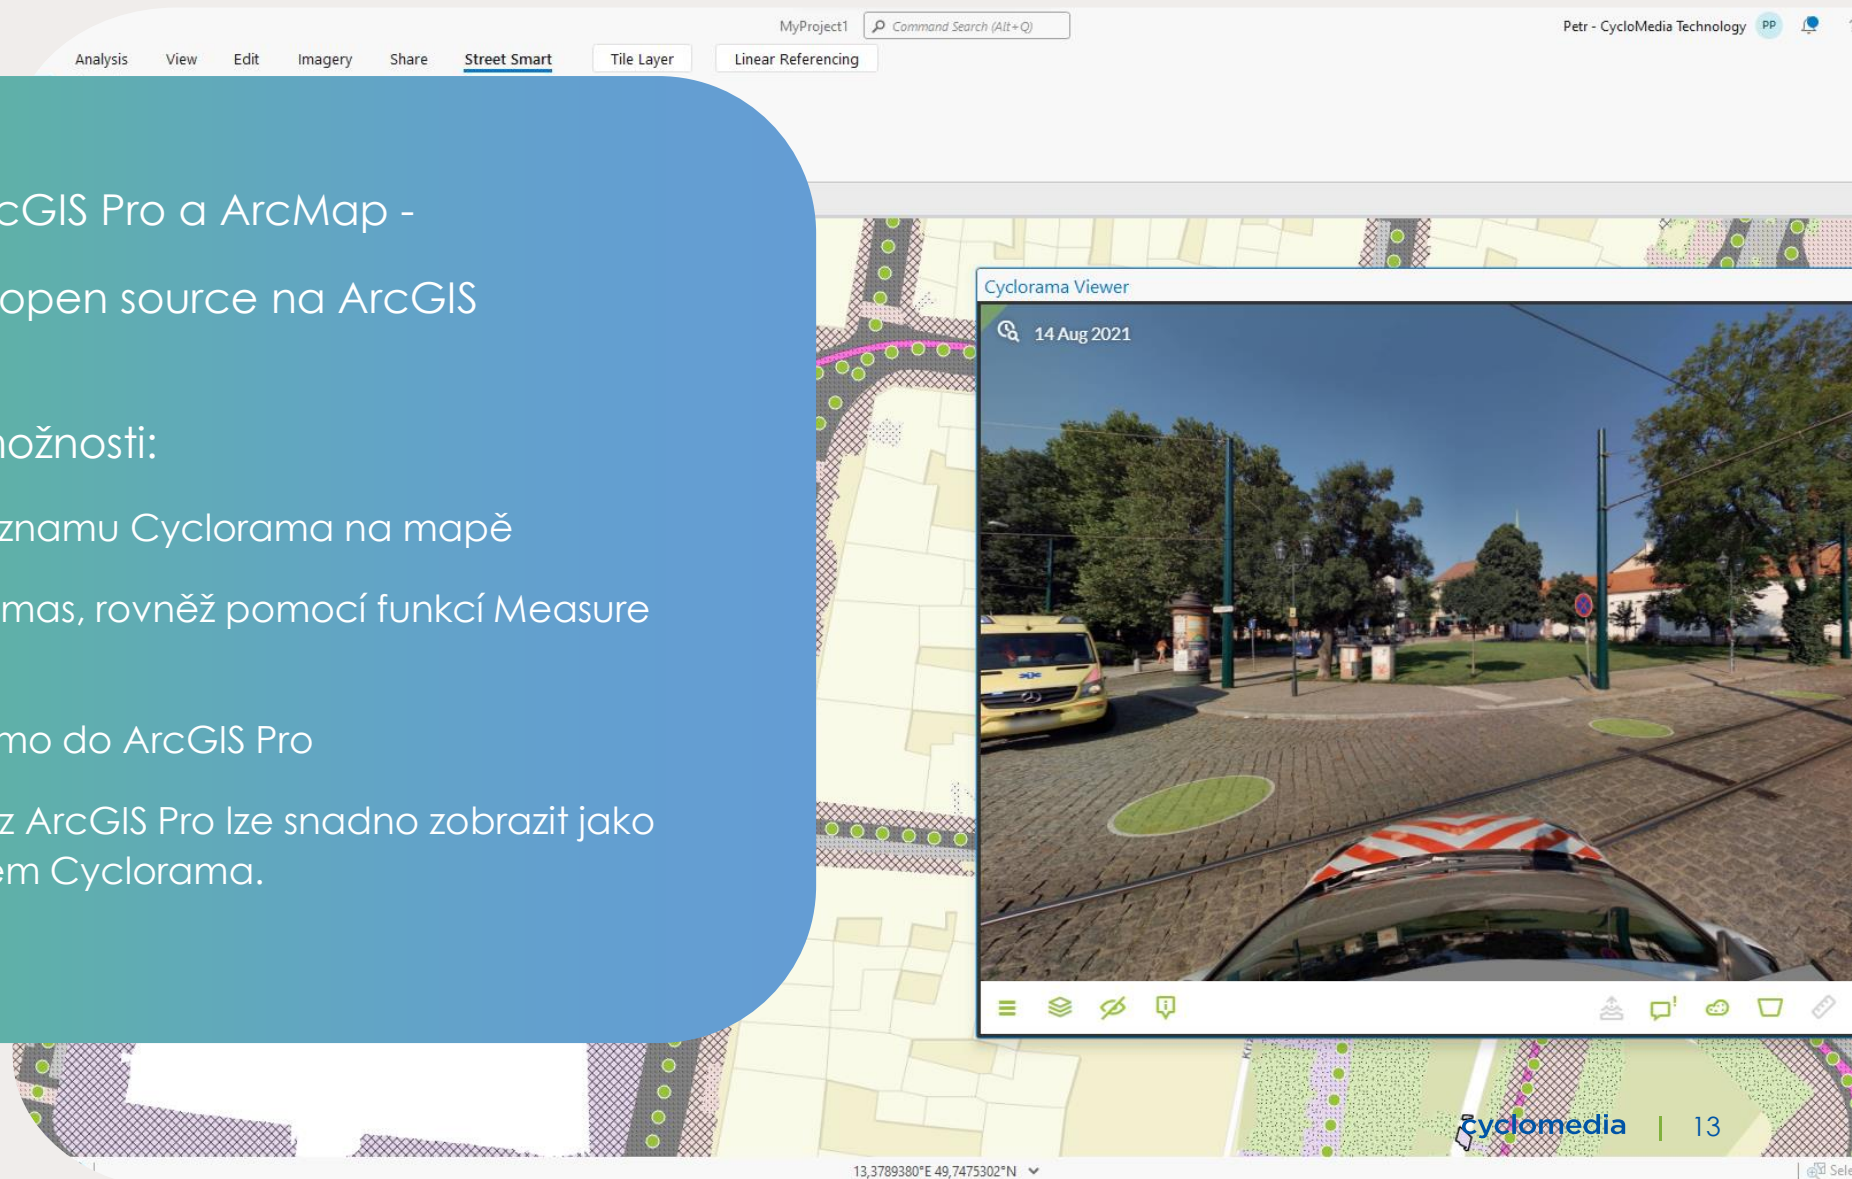 MyProject1
Command Search (Alt+Q)
Petr - CycloMedia Technology
PP
Analysis View Edit Imagery Share Street Smart Tile Layer Linear Referencing
cGIS Pro a ArcMap -
open source na ArcGIS
nožnosti:
znamu Cyclorama na mapě
mas, rovněž pomocí funkcí Measure
mo do ArcGIS Pro
z ArcGIS Pro lze snadno zobrazit jako
em Cyclorama.
Cyclorama Viewer
14 Aug 2021
cyclomedia | 13
13,3789380°E 49,7475302°N
Sele